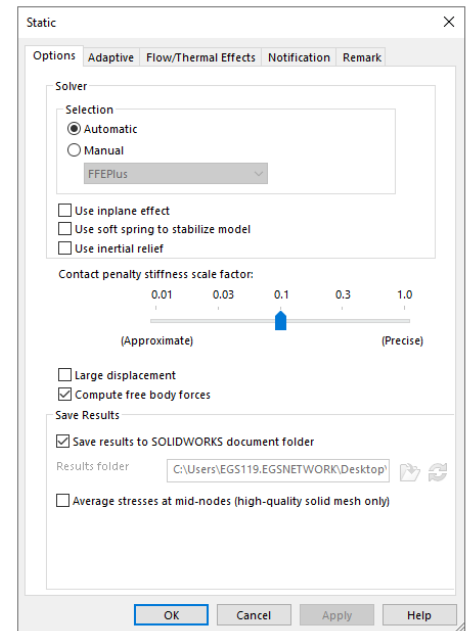 Static
Options Adaptive Flow/Thermal Effects Notification Remark
Solver
Selection
Automatic
Manual
FFEPlus
Use inplane effect
Use soft spring to stabilize model
Use inertial relief
Contact penalty stiffness scale factor:
0.01 0.03 0.1 0.3 1.0
(Approximate) (Precise)
Large displacement
Compute free body forces
Save Results
Save results to SOLIDWORKS document folder
Results folder C:\Users\EGS119.EGSNETWORK\Desktop\
Average stresses at mid-nodes (high-quality solid mesh only)
OK Cancel Apply Help